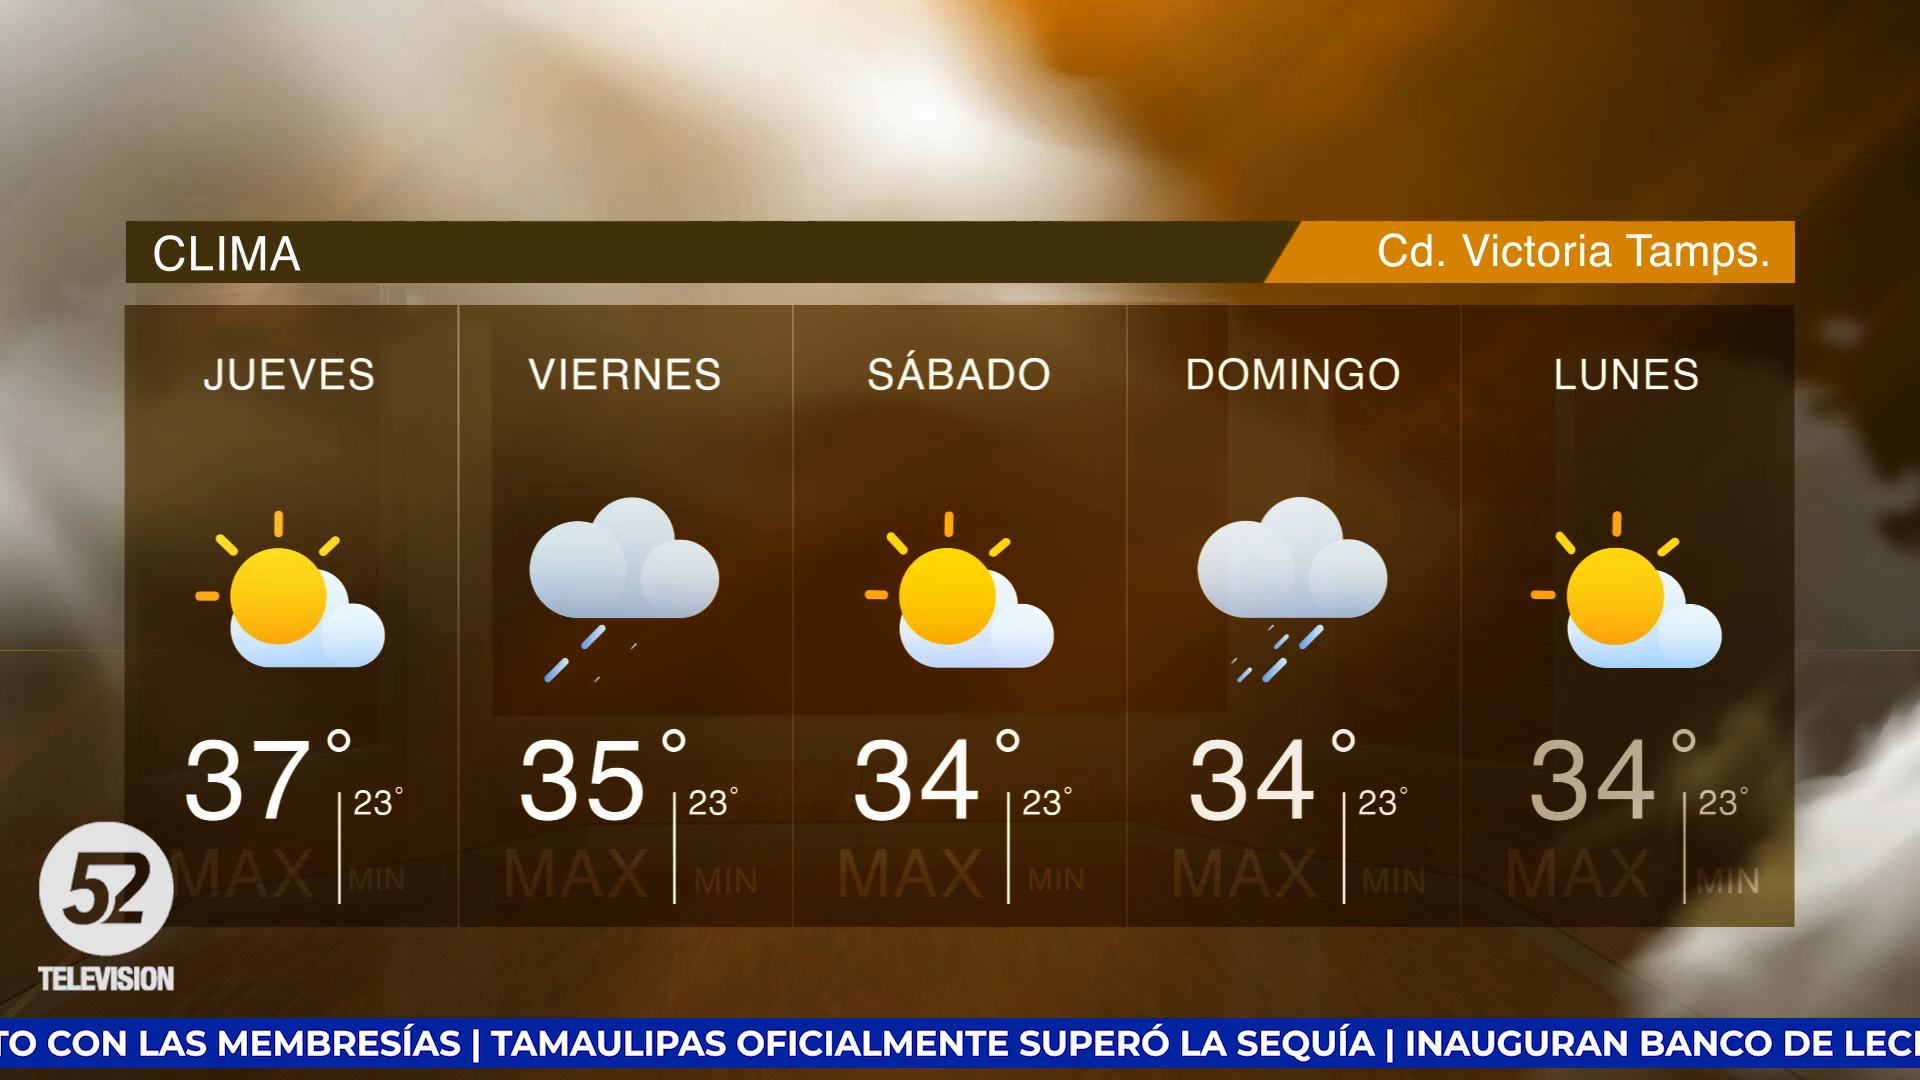 CLIMA
Cd. Victoria Tamps.
JUEVES
VIERNES
SÁBADO
DOMINGO
LUNES
37° 23°
MAX MIN
35° 23°
MAX MIN
34° 23°
MAX MIN
34° 23°
MAX MIN
34° 23°
MAX MIN
52
TELEVISION
CON LAS MEMBRESÍAS | TAMAULIPAS OFICIALMENTE SUPERÓ LA SEQUÍA | INAUGURAN BANCO DE